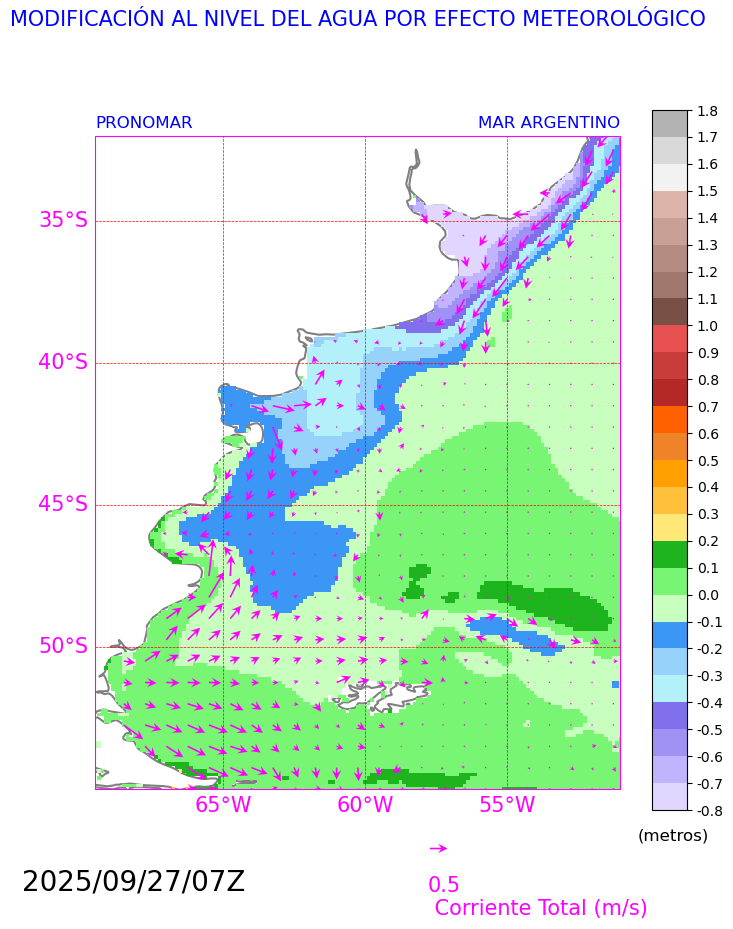 MODIFICACIÓN AL NIVEL DEL AGUA POR EFECTO METEOROLÓGICO
PRONOMAR
MAR ARGENTINO
35°S
40°S
45°S
50°S
65°W
60°W
55°W
1.8
1.7
1.6
1.5
1.4
1.3
1.2
1.1
1.0
0.9
0.8
0.7
0.6
0.5
0.4
0.3
0.2
0.1
0.0
-0.1
-0.2
-0.3
-0.4
-0.5
-0.6
-0.7
-0.8
(metros)
2025/09/27/07Z
0.5
Corriente Total (m/s)